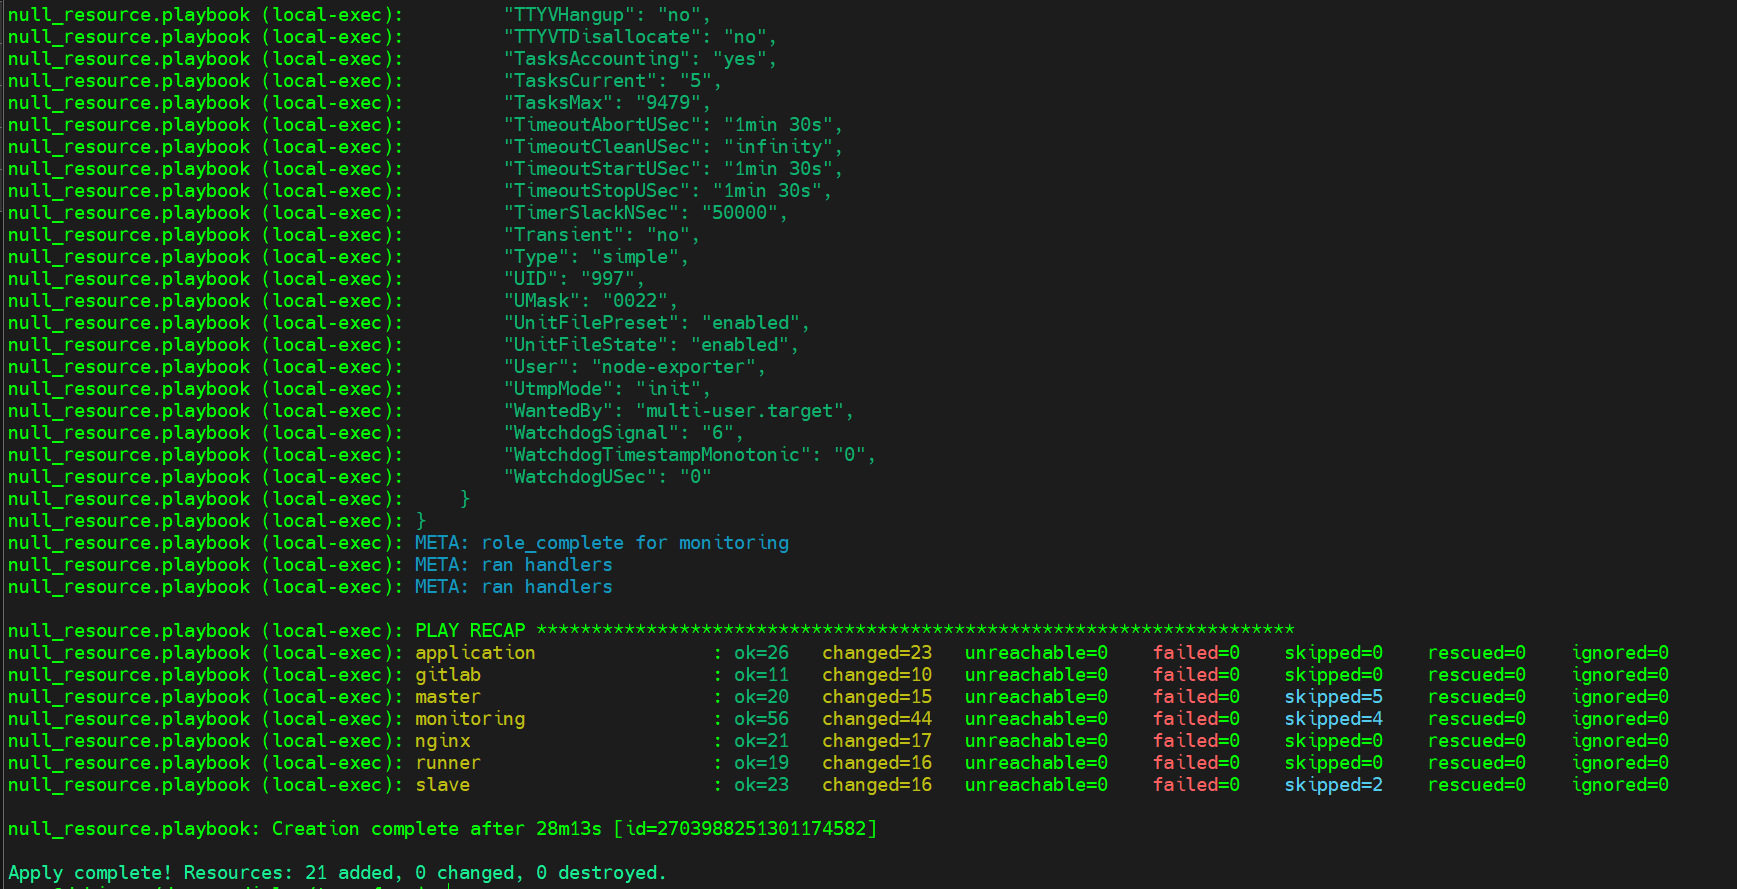 null_resource.playbook (local-exec):         "TTYVHangup": "no",
null_resource.playbook (local-exec):         "TTYVTDisallocate": "no",
null_resource.playbook (local-exec):         "TasksAccounting": "yes",
null_resource.playbook (local-exec):         "TasksCurrent": "5",
null_resource.playbook (local-exec):         "TasksMax": "9479",
null_resource.playbook (local-exec):         "TimeoutAbortUSec": "1min 30s",
null_resource.playbook (local-exec):         "TimeoutCleanUSec": "infinity",
null_resource.playbook (local-exec):         "TimeoutStartUSec": "1min 30s",
null_resource.playbook (local-exec):         "TimeoutStopUSec": "1min 30s",
null_resource.playbook (local-exec):         "TimerSlackNSec": "50000",
null_resource.playbook (local-exec):         "Transient": "no",
null_resource.playbook (local-exec):         "Type": "simple",
null_resource.playbook (local-exec):         "UID": "997",
null_resource.playbook (local-exec):         "UMask": "0022",
null_resource.playbook (local-exec):         "UnitFilePreset": "enabled",
null_resource.playbook (local-exec):         "UnitFileState": "enabled",
null_resource.playbook (local-exec):         "User": "node-exporter",
null_resource.playbook (local-exec):         "UtmpMode": "init",
null_resource.playbook (local-exec):         "WantedBy": "multi-user.target",
null_resource.playbook (local-exec):         "WatchdogSignal": "6",
null_resource.playbook (local-exec):         "WatchdogTimestampMonotonic": "0",
null_resource.playbook (local-exec):         "WatchdogUSec": "0"
null_resource.playbook (local-exec):     }
null_resource.playbook (local-exec): }
null_resource.playbook (local-exec): META: role_complete for monitoring
null_resource.playbook (local-exec): META: ran handlers
null_resource.playbook (local-exec): META: ran handlers
null_resource.playbook (local-exec): PLAY RECAP *********************************************************************
null_resource.playbook (local-exec): application                : ok=26   changed=23   unreachable=0    failed=0    skipped=0    rescued=0    ignored=0
null_resource.playbook (local-exec): gitlab                     : ok=11   changed=10   unreachable=0    failed=0    skipped=0    rescued=0    ignored=0
null_resource.playbook (local-exec): master                     : ok=20   changed=15   unreachable=0    failed=0    skipped=5    rescued=0    ignored=0
null_resource.playbook (local-exec): monitoring                 : ok=56   changed=44   unreachable=0    failed=0    skipped=4    rescued=0    ignored=0
null_resource.playbook (local-exec): nginx                      : ok=21   changed=17   unreachable=0    failed=0    skipped=0    rescued=0    ignored=0
null_resource.playbook (local-exec): runner                     : ok=19   changed=16   unreachable=0    failed=0    skipped=0    rescued=0    ignored=0
null_resource.playbook (local-exec): slave                      : ok=23   changed=16   unreachable=0    failed=0    skipped=2    rescued=0    ignored=0
null_resource.playbook: Creation complete after 28m13s [id=2703988251301174582]
Apply complete! Resources: 21 added, 0 changed, 0 destroyed.